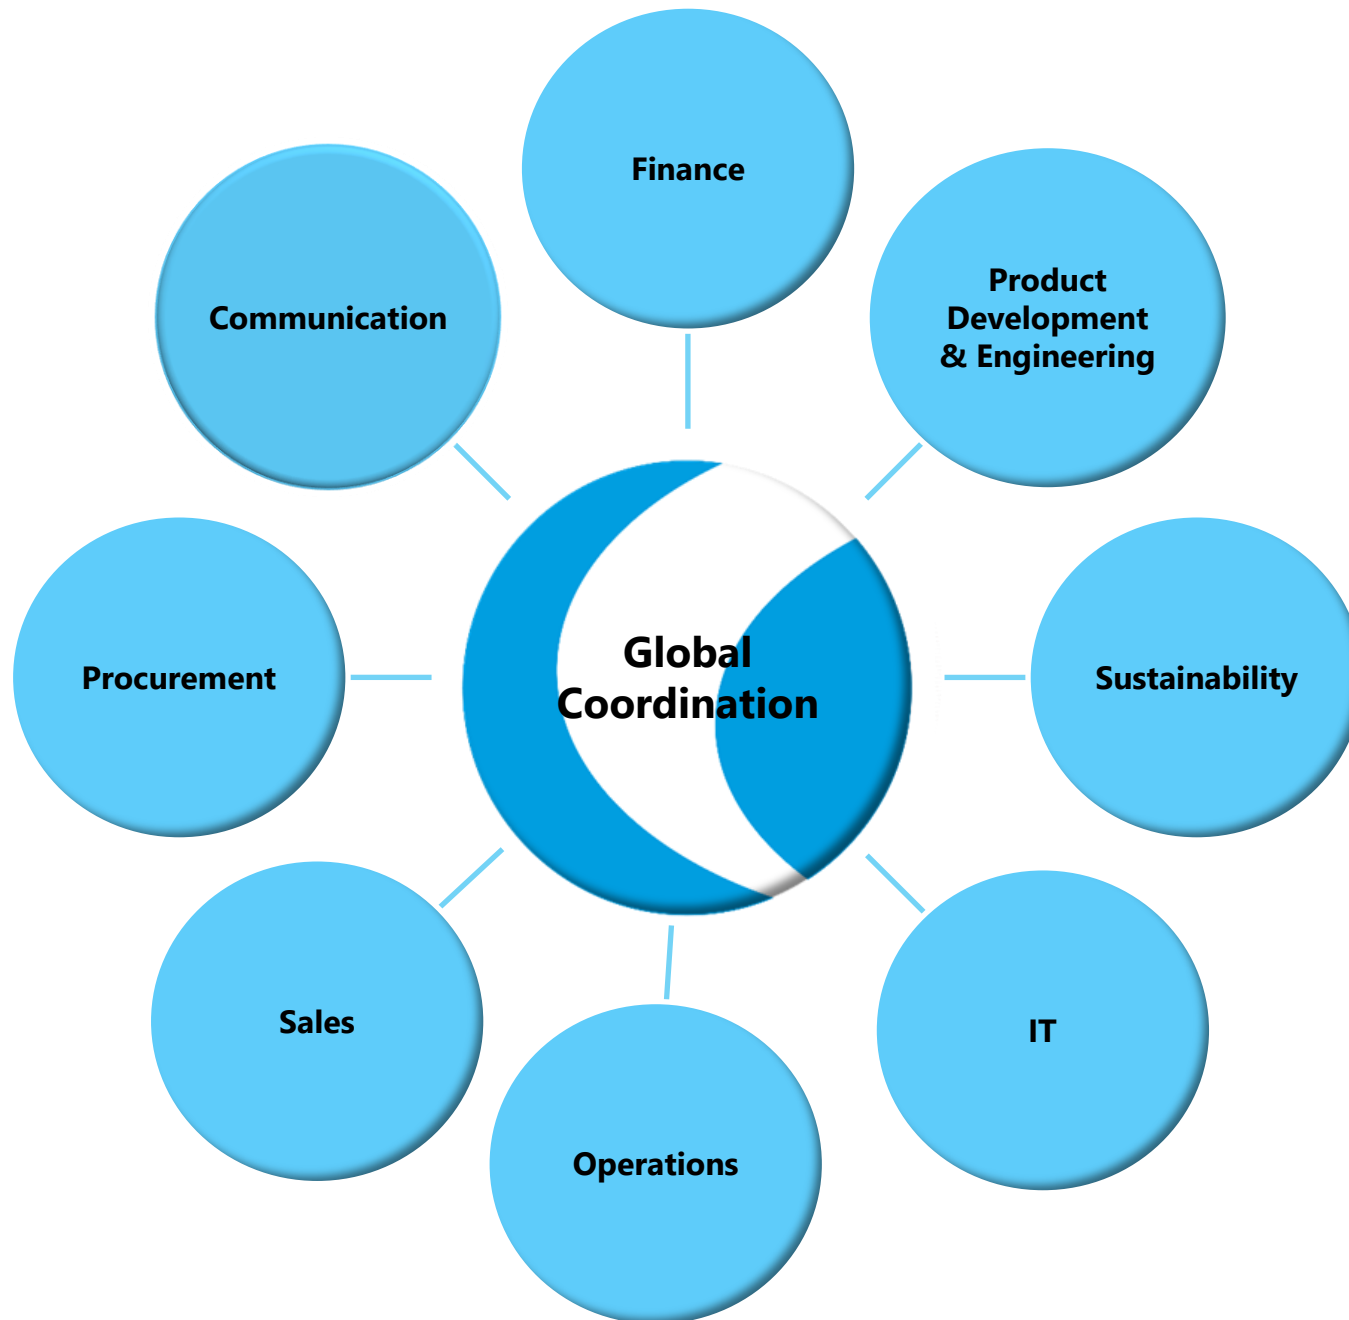 Finance
Product
Development
& Engineering
Communication
Global
Coordination
Procurement
Sustainability
Sales
IT
Operations